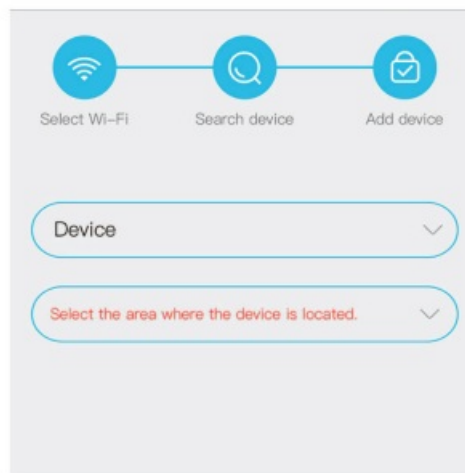 Select Wi-Fi
Search device
Add device
Device
Select the area where the device is located.